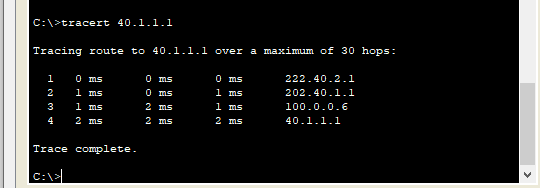 C:\>tracert 40.1.1.1
Tracing route to 40.1.1.1 over a maximum of 30 hops:
1 0 ms 0 ms 0 ms 222.40.2.1
2 1 ms 0 ms 1 ms 202.40.1.1
3 1 ms 2 ms 1 ms 100.0.0.6
4 2 ms 2 ms 2 ms 40.1.1.1
Trace complete.
C:\>